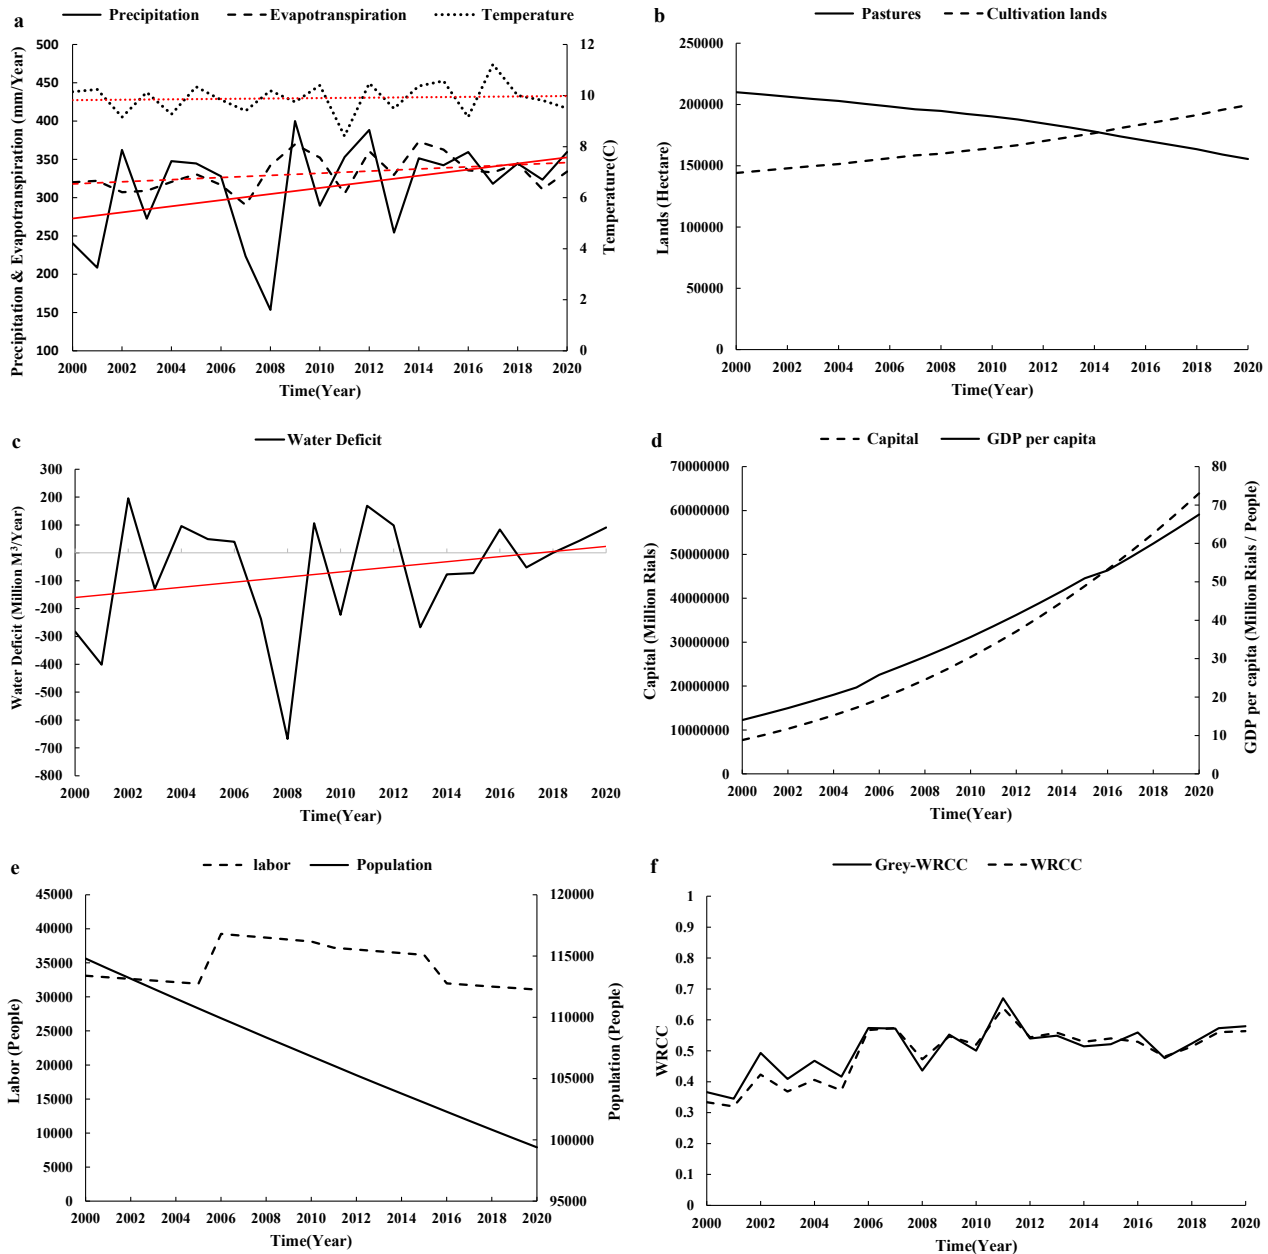 a
Precipitation Evapotranspiration Temperature
Precipitation & Evapotranspiration (mm/Year)
500
450
400
350
300
250
200
150
100
12
10
8
6
4
2
0
Temperature(C)
2000 2002 2004 2006 2008 2010 2012 2014 2016 2018 2020
Time(Year)
b
Pastures Cultivation lands
Lands (Hectare)
250000
200000
150000
100000
50000
0
2000 2002 2004 2006 2008 2010 2012 2014 2016 2018 2020
Time(Year)
c
Water Deficit
Water Deficit (Million M³/Year)
300
200
100
0
-100
-200
-300
-400
-500
-600
-700
-800
2000 2002 2004 2006 2008 2010 2012 2014 2016 2018 2020
Time(Year)
d
Capital GDP per capita
Capital (Million Rials)
70000000
60000000
50000000
40000000
30000000
20000000
10000000
0
80
70
60
50
40
30
20
10
0
GDP per capita (Million Rials / People)
2000 2002 2004 2006 2008 2010 2012 2014 2016 2018 2020
Time(Year)
e
labor Population
Labor (People)
45000
40000
35000
30000
25000
20000
15000
10000
5000
0
120000
115000
110000
105000
100000
95000
Population (People)
2000 2002 2004 2006 2008 2010 2012 2014 2016 2018 2020
Time(Year)
f
Grey-WRCC WRCC
WRCC
1
0.9
0.8
0.7
0.6
0.5
0.4
0.3
0.2
0.1
0
2000 2002 2004 2006 2008 2010 2012 2014 2016 2018 2020
Time(Year)